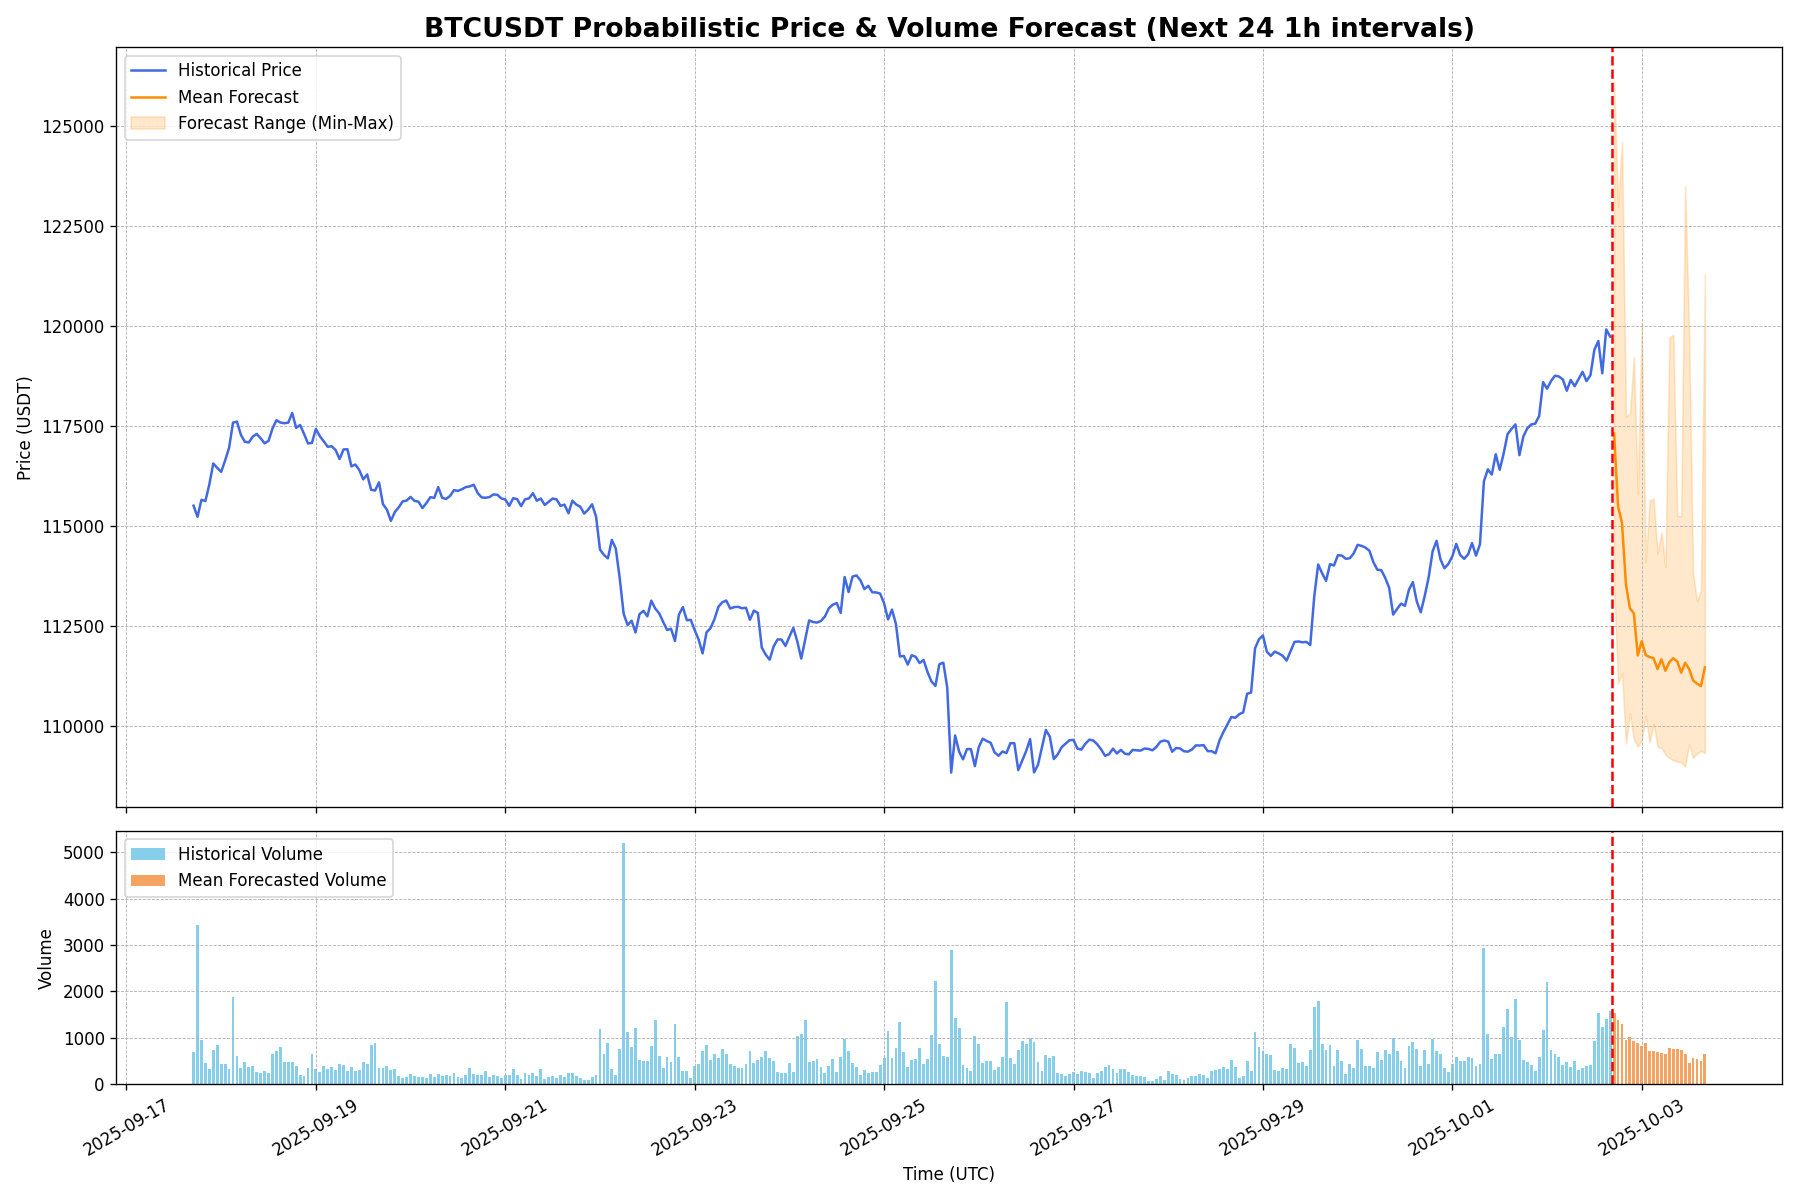 BTCUSDT Probabilistic Price & Volume Forecast (Next 24 1h intervals)
Historical Price
Mean Forecast
Forecast Range (Min-Max)
125000
122500
120000
117500
115000
112500
110000
Price (USDT)
Historical Volume
Mean Forecasted Volume
5000
4000
3000
2000
1000
0
Volume
2025-09-17
2025-09-19
2025-09-21
2025-09-23
2025-09-25
2025-09-27
2025-09-29
2025-10-01
2025-10-03
Time (UTC)